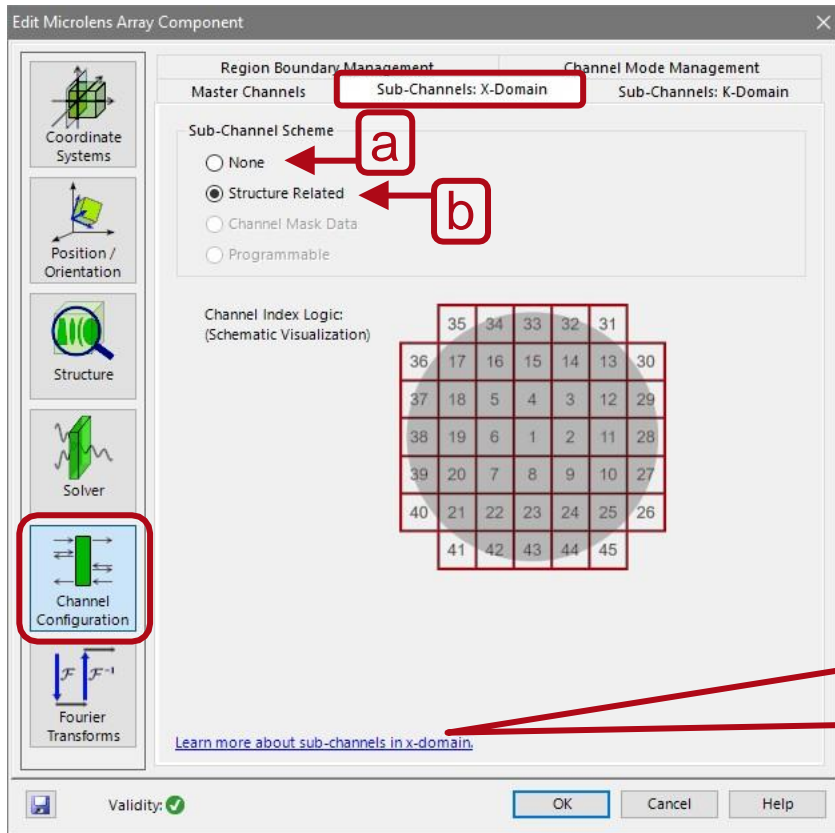 Edit Microlens Array Component
Coordinate
Systems
Position /
Orientation
Structure
Solver
Channel
Configuration
F F-1
Fourier
Transforms
Region Boundary Management
Channel Mode Management
Master Channels
Sub-Channels: X-Domain
Sub-Channels: K-Domain
Sub-Channel Scheme
None
a
Structure Related
b
Channel Mask Data
Programmable
Channel Index Logic:
(Schematic Visualization)
35 34 33 32 31
36 17 16 15 14 13 30
37 18 5 4 3 12 29
38 19 6 1 2 11 28
39 20 7 8 9 10 27
40 21 22 23 24 25 26
41 42 43 44 45
Learn more about sub-channels in x-domain.
Validity:
OK
Cancel
Help